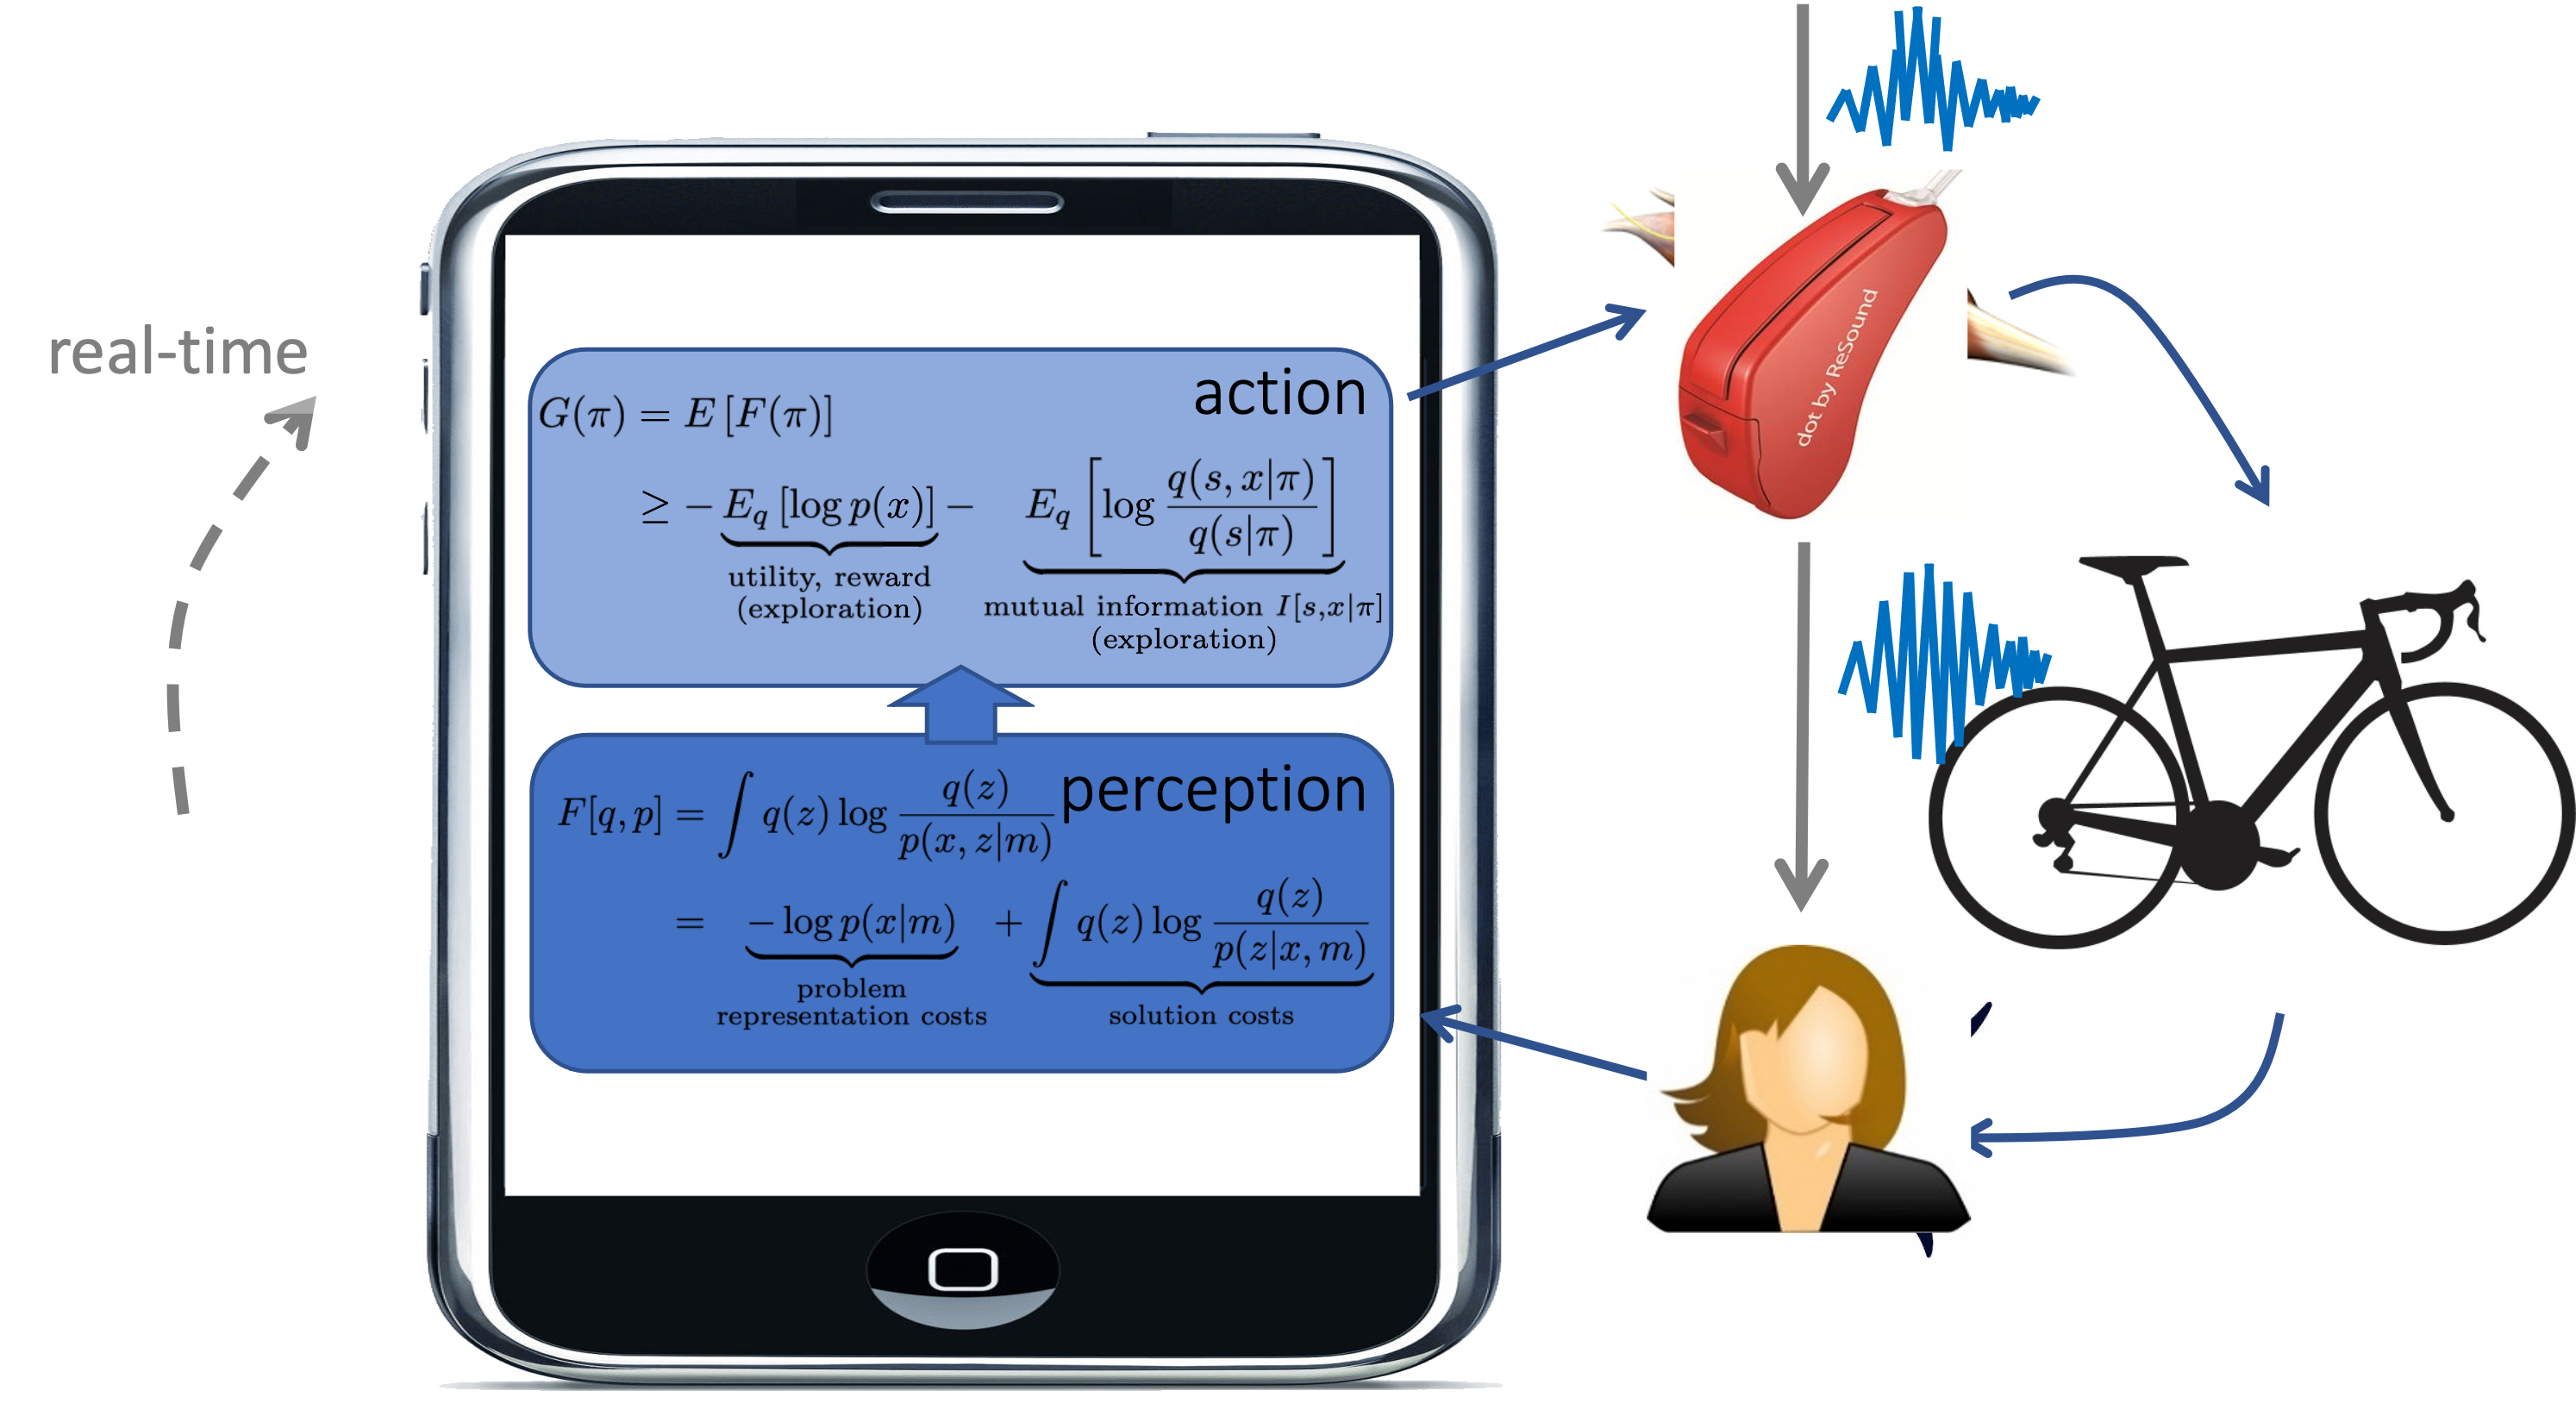 real-time
action
G(π) = E [F(π)]
≥ − E_q [log p(x)] − E_q [log q(s, x|π) / q(s|π)]
utility, reward
(exploration)
mutual information I[s,x|π]
(exploration)
perception
F[q, p] = ∫ q(z) log q(z) / p(x, z|m)
= − log p(x|m) + ∫ q(z) log q(z) / p(z|x, m)
problem
representation costs
solution costs
dot by ReSound